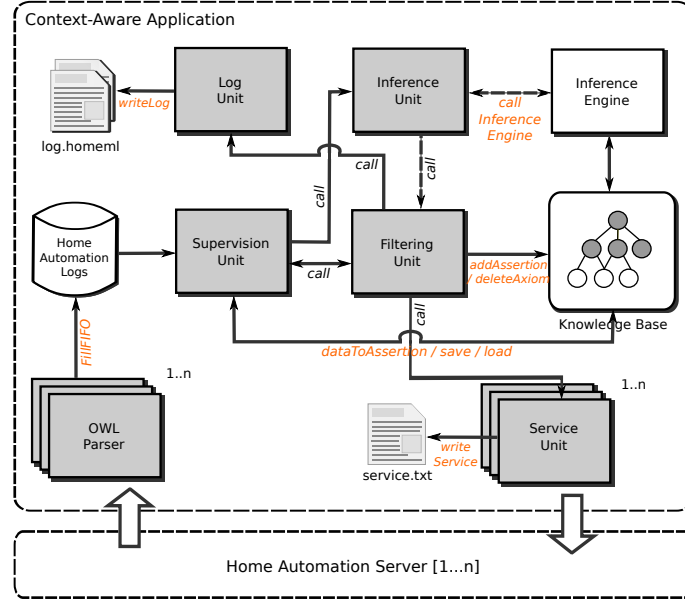 Context-Aware Application
Log
Unit
Inference
Unit
Inference
Engine
writeLog
call
Inference
Engine
log.homeml
call
call
call
Home
Automation
Logs
Supervision
Unit
call
Filtering
Unit
addAssertion
/ deleteAxiom
call
Knowledge Base
FillFIFO
dataToAssertion / save / load
1..n
1..n
OWL
Parser
Service
Unit
write
Service
service.txt
Home Automation Server [1...n]